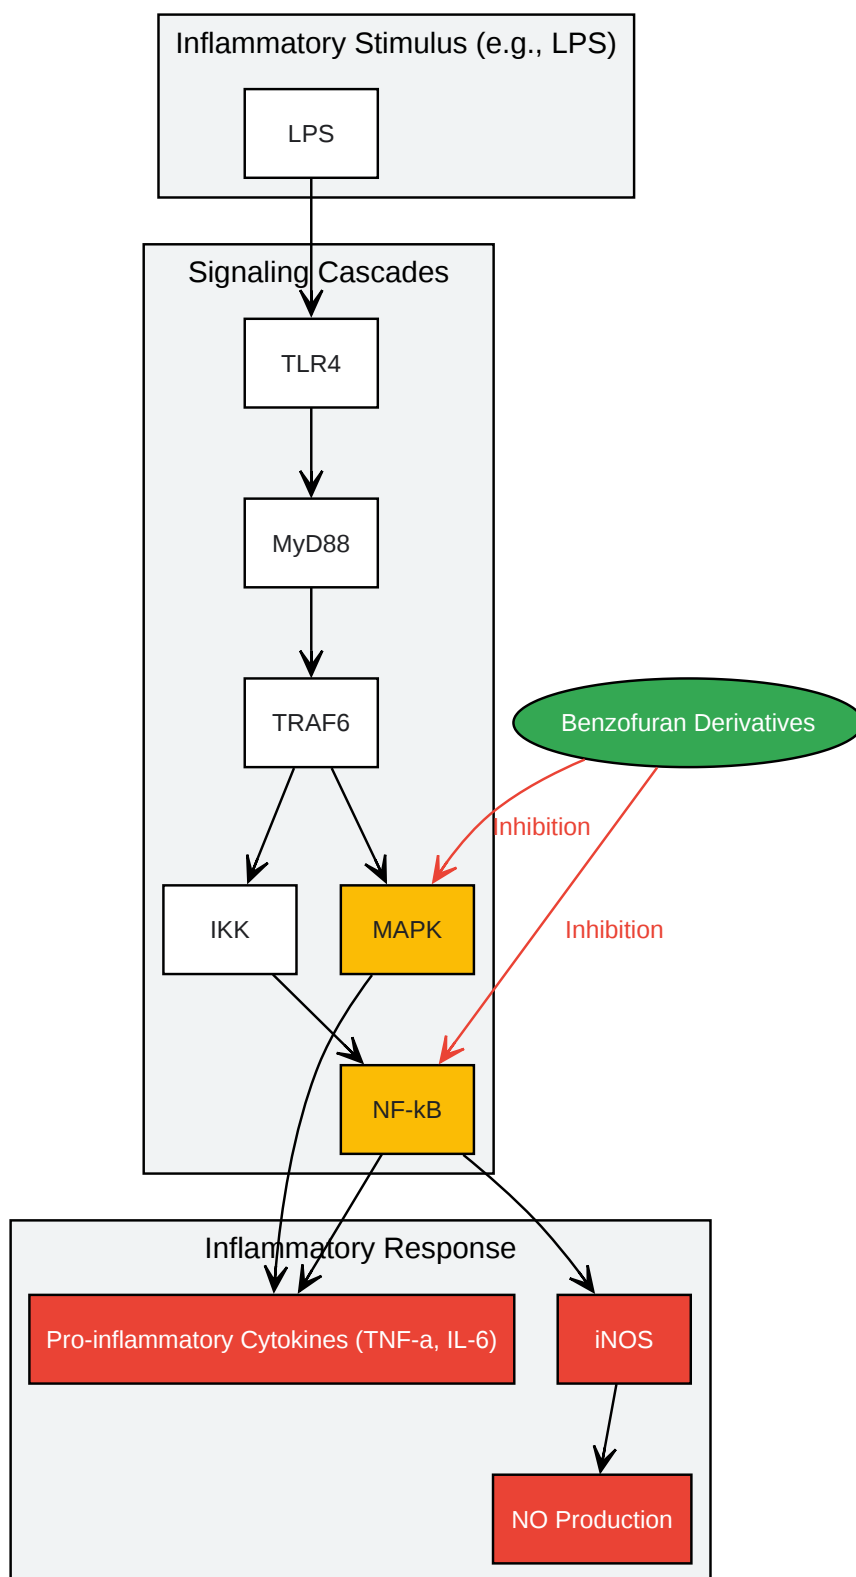 Inflammatory Stimulus (e.g., LPS)
LPS
Signaling Cascades
TLR4
MyD88
TRAF6
Benzofuran Derivatives
Inhibition
IKK
MAPK
Inhibition
NF-kB
Inflammatory Response
Pro-inflammatory Cytokines (TNF-a, IL-6)
iNOS
NO Production